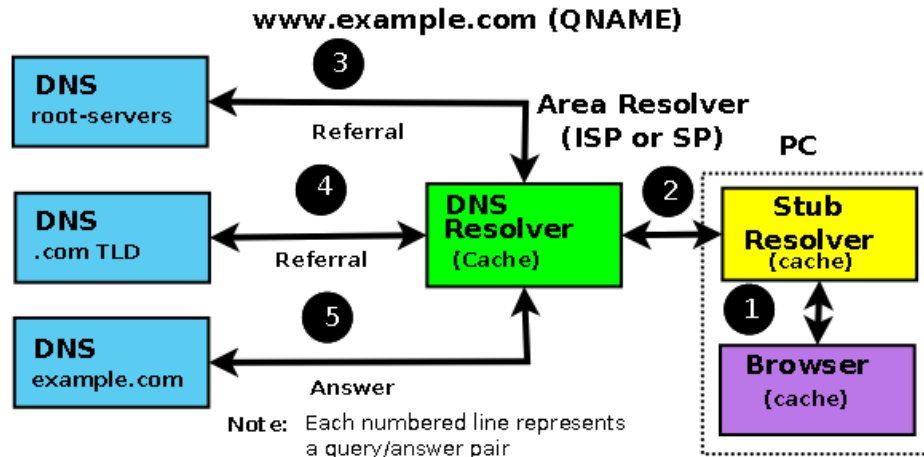 www.example.com (QNAME)
3
DNS
root-servers
Referral
Area Resolver
(ISP or SP)
PC
4
DNS
.com TLD
Referral
DNS
Resolver
(Cache)
2
Stub
Resolver
(cache)
1
5
DNS
example.com
Answer
Browser
(cache)
Note: Each numbered line represents
a query/answer pair